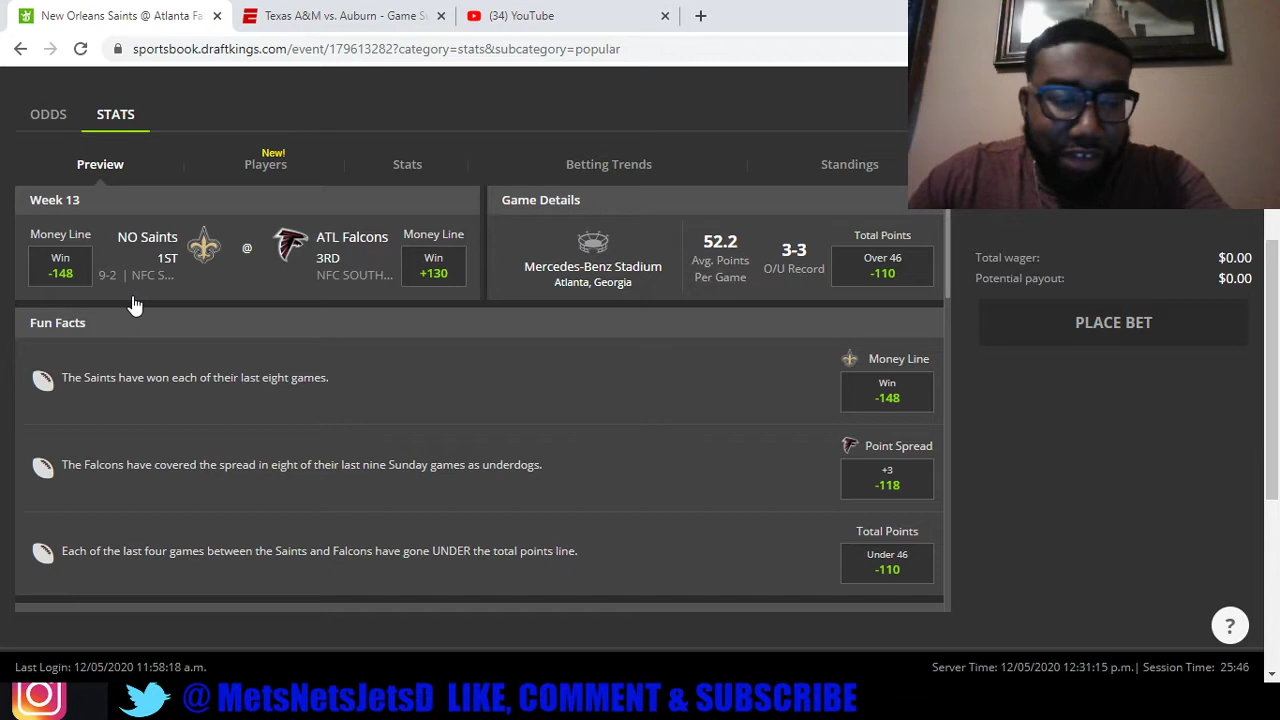 New Orleans Saints @ Atlanta Fa
Texas A&M vs. Auburn - Game S
(34) YouTube
sportsbook.draftkings.com/event/179613282?category=stats&subcategory=popular
ODDS
STATS
Preview
New!
Players
Stats
Betting Trends
Standings
Week 13
Game Details
Money Line
Win
-148
NO Saints
1ST
9-2 | NFC S...
@
ATL Falcons
3RD
NFC SOUTH...
Money Line
Win
+130
Mercedes-Benz Stadium
Atlanta, Georgia
52.2
Avg. Points
Per Game
3-3
O/U Record
Total Points
Over 46
-110
Total wager:
$0.00
Potential payout:
$0.00
PLACE BET
Fun Facts
The Saints have won each of their last eight games.
Money Line
Win
-148
The Falcons have covered the spread in eight of their last nine Sunday games as underdogs.
Point Spread
+3
-118
Each of the last four games between the Saints and Falcons have gone UNDER the total points line.
Total Points
Under 46
-110
?
Last Login: 12/05/2020 11:58:18 a.m.
Server Time: 12/05/2020 12:31:15 p.m.| Session Time: 25:46
@ MetsNetsJetsD LIKE, COMMENT & SUBSCRIBE